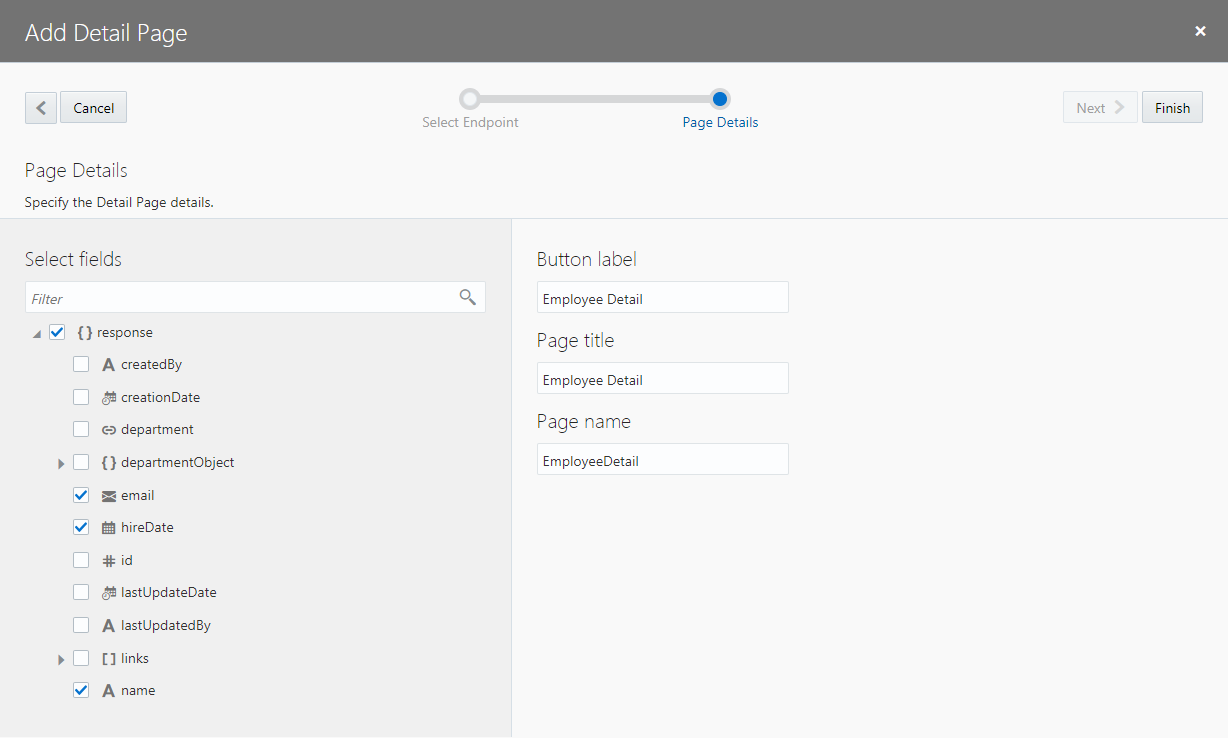 Add Detail Page
Cancel
Select Endpoint
Page Details
Next
Finish
Page Details
Specify the Detail Page details.
Select fields
Filter
{ } response
A createdBy
creationDate
department
{ } departmentObject
email
hireDate
# id
lastUpdateDate
A lastUpdatedBy
[ ] links
A name
Button label
Employee Detail
Page title
Employee Detail
Page name
EmployeeDetail